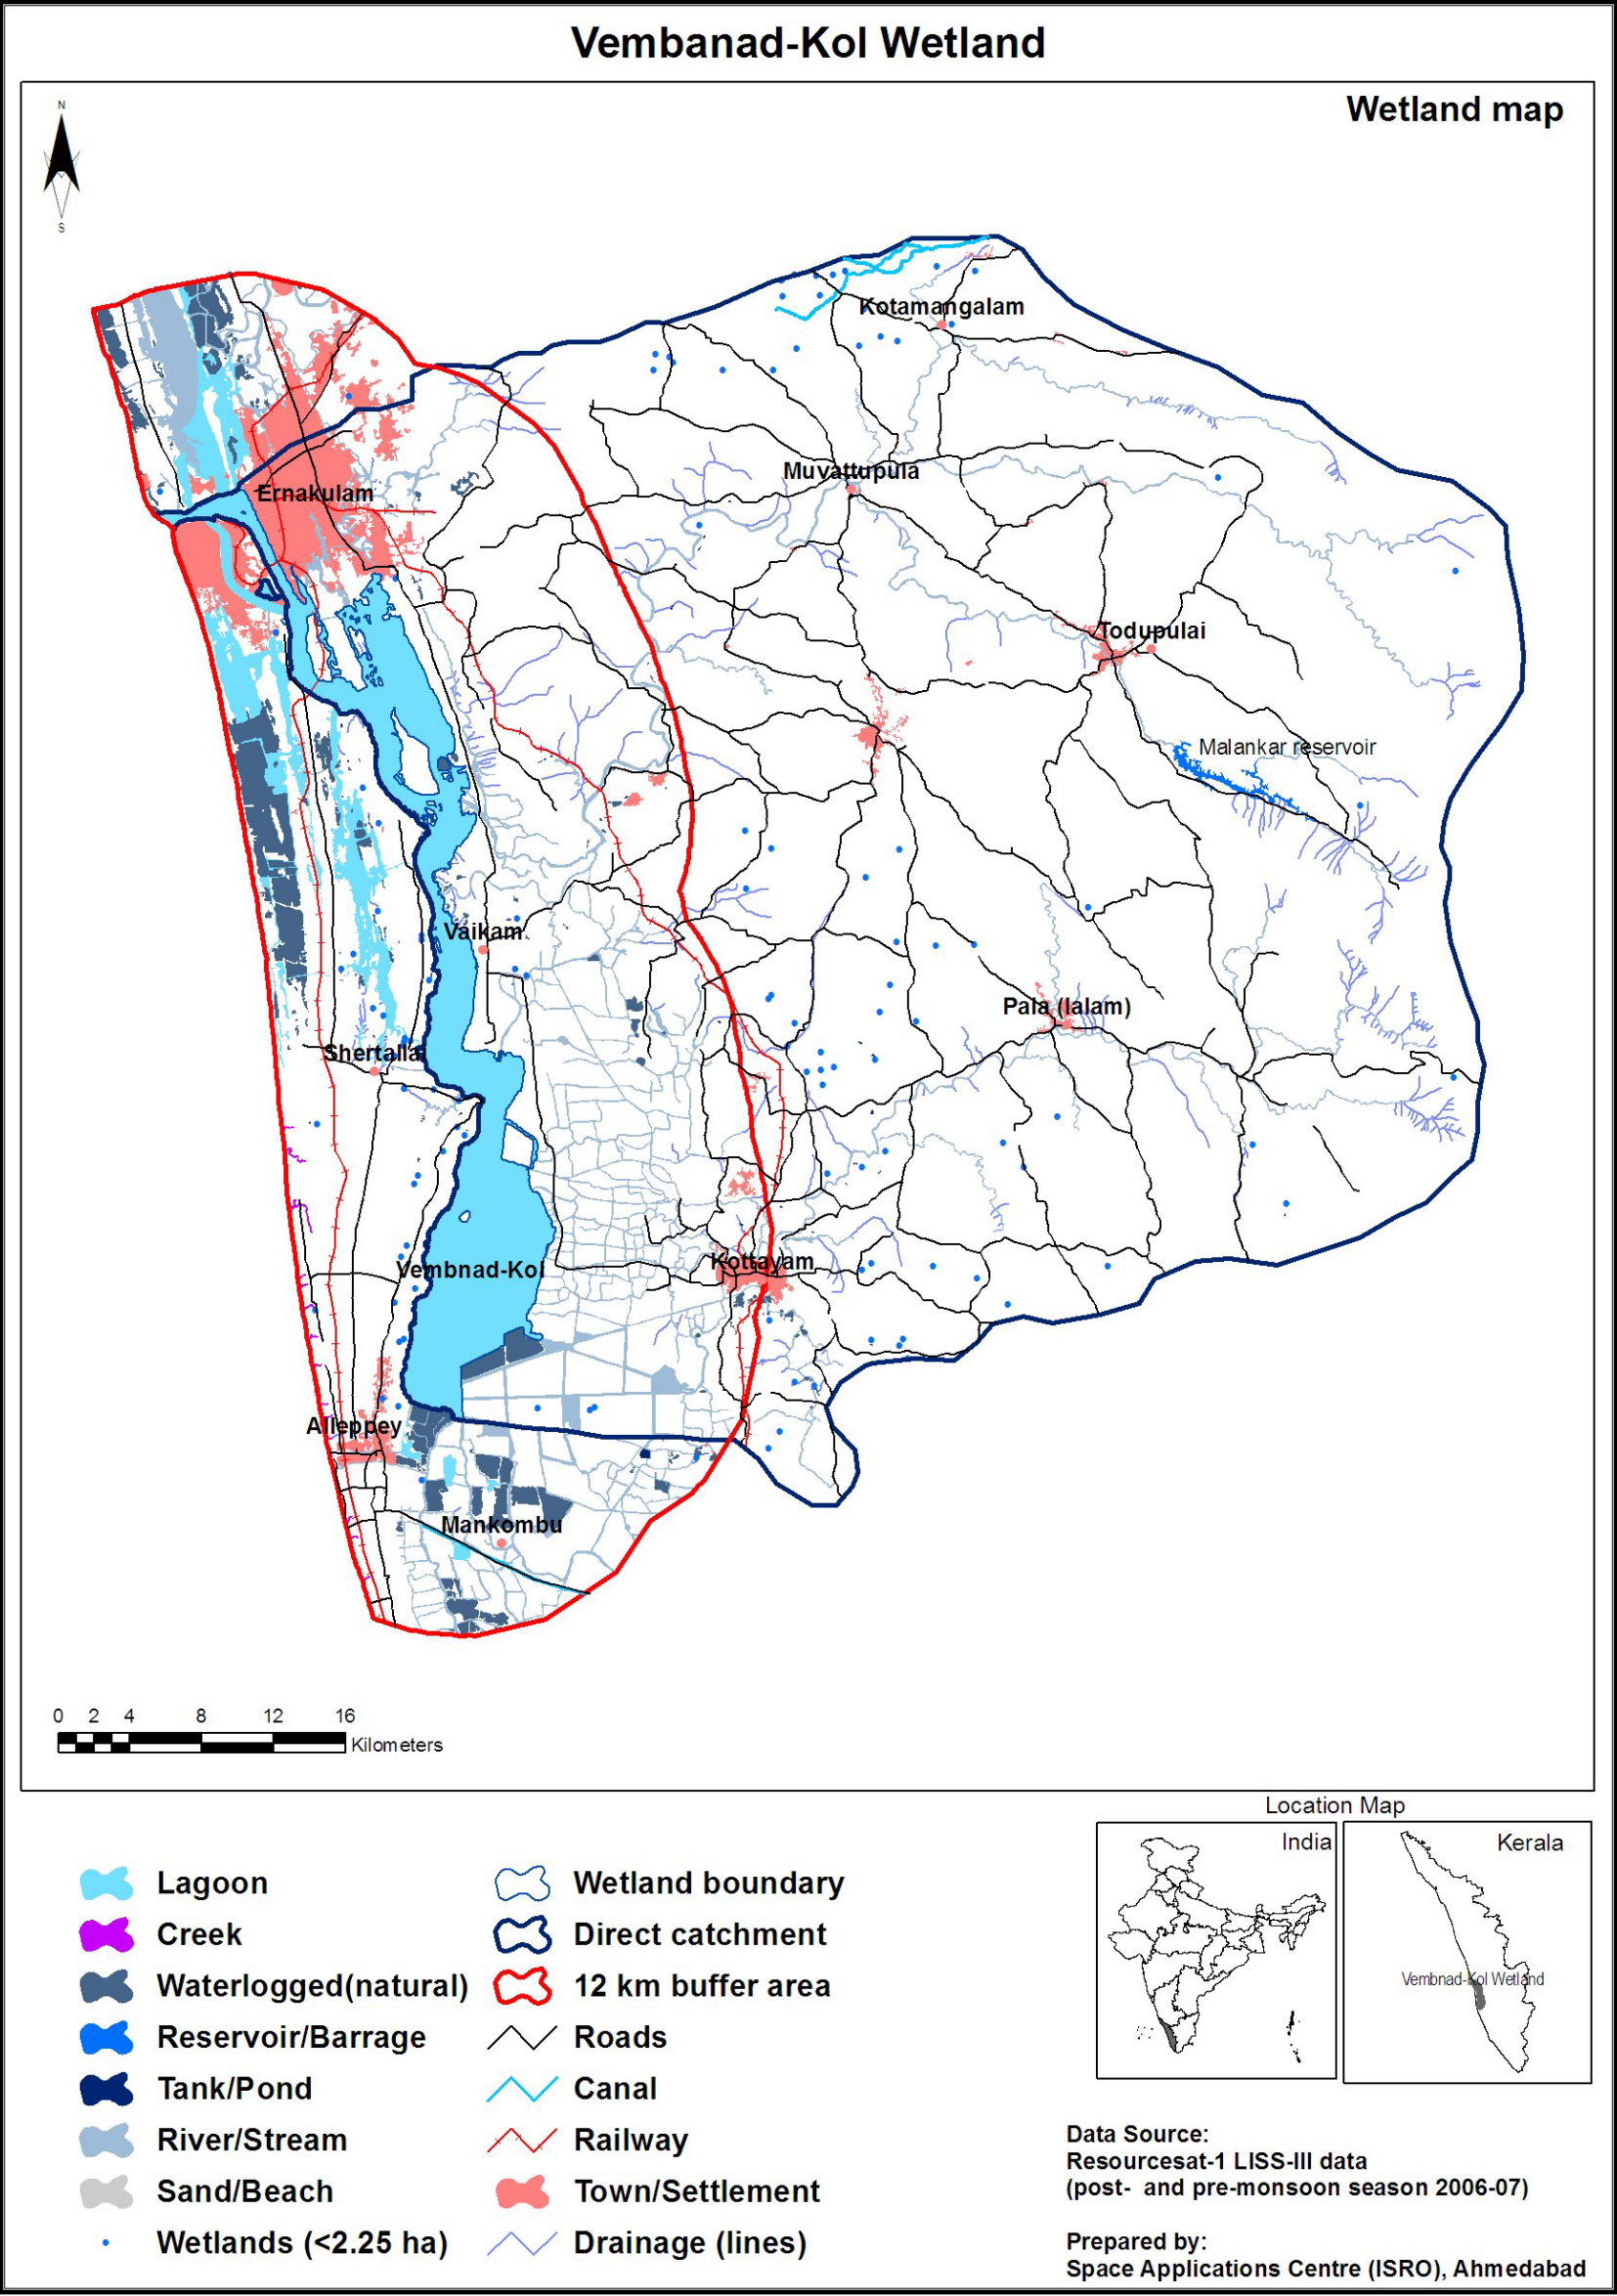 Vembanad-Kol Wetland
Wetland map
N
S
Kotamangalam
Muvattupula
Ernakulam
Todupulai
Malankar reservoir
Vaikam
Pala (lalam)
Shertallai
Kottayam
Vembnad-Kol
Alleppey
Mankombu
0 2 4 8 12 16
Kilometers
Location Map
India
Kerala
Vembnad-Kol Wetland
Lagoon
Creek
Waterlogged(natural)
Reservoir/Barrage
Tank/Pond
River/Stream
Sand/Beach
Wetlands (<2.25 ha)
Wetland boundary
Direct catchment
12 km buffer area
Roads
Canal
Railway
Town/Settlement
Drainage (lines)
Data Source:
Resourcesat-1 LISS-III data
(post- and pre-monsoon season 2006-07)
Prepared by:
Space Applications Centre (ISRO), Ahmedabad